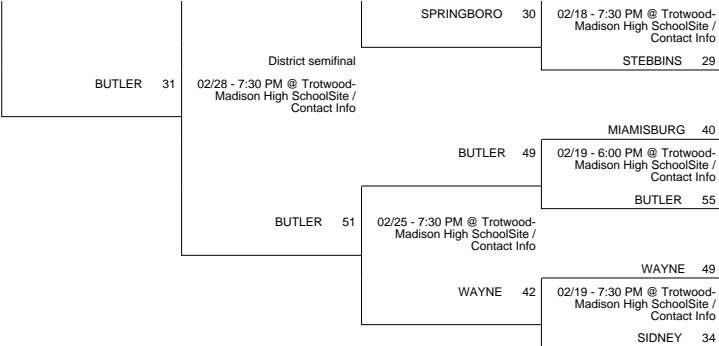 SPRINGBORO 30
02/18 - 7:30 PM @ Trotwood-
Madison High SchoolSite /
Contact Info
STEBBINS 29
District semifinal
BUTLER 31
02/28 - 7:30 PM @ Trotwood-
Madison High SchoolSite /
Contact Info
MIAMISBURG 40
BUTLER 49
02/19 - 6:00 PM @ Trotwood-
Madison High SchoolSite /
Contact Info
BUTLER 55
BUTLER 51
02/25 - 7:30 PM @ Trotwood-
Madison High SchoolSite /
Contact Info
WAYNE 49
WAYNE 42
02/19 - 7:30 PM @ Trotwood-
Madison High SchoolSite /
Contact Info
SIDNEY 34